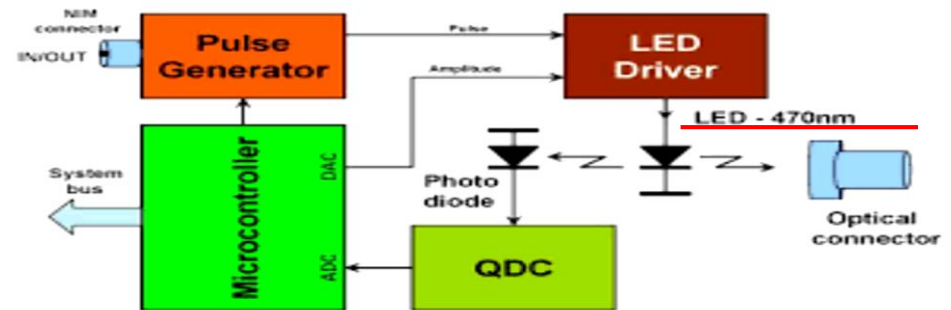 NIM
connector
IN/OUT
Pulse
Generator
Pulse
Amplitude
LED
Driver
LED - 470nm
System
bus
Microcontroller
DAC
ADC
Photo
diode
QDC
Optical
connector